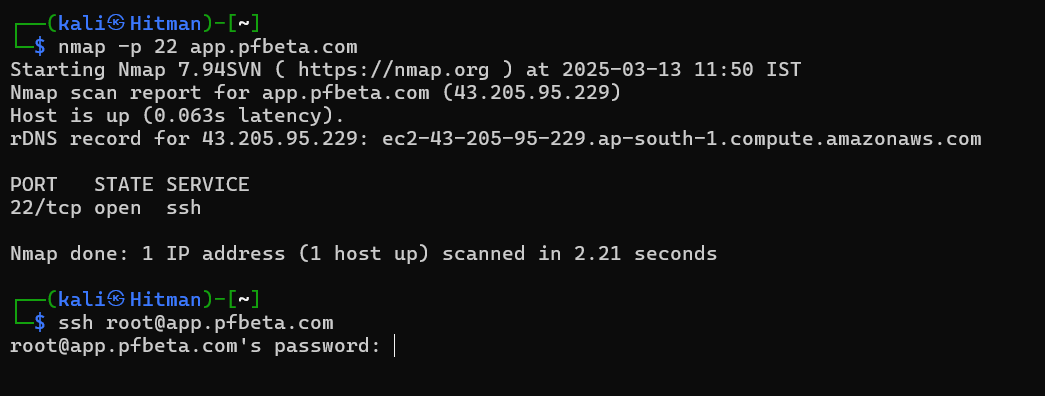 ┌──(kali㉿Hitman)-[~]
└─$ nmap -p 22 app.pfbeta.com
Starting Nmap 7.94SVN ( https://nmap.org ) at 2025-03-13 11:50 IST
Nmap scan report for app.pfbeta.com (43.205.95.229)
Host is up (0.063s latency).
rDNS record for 43.205.95.229: ec2-43-205-95-229.ap-south-1.compute.amazonaws.com
PORT   STATE SERVICE
22/tcp open  ssh
Nmap done: 1 IP address (1 host up) scanned in 2.21 seconds
┌──(kali㉿Hitman)-[~]
└─$ ssh root@app.pfbeta.com
root@app.pfbeta.com's password: